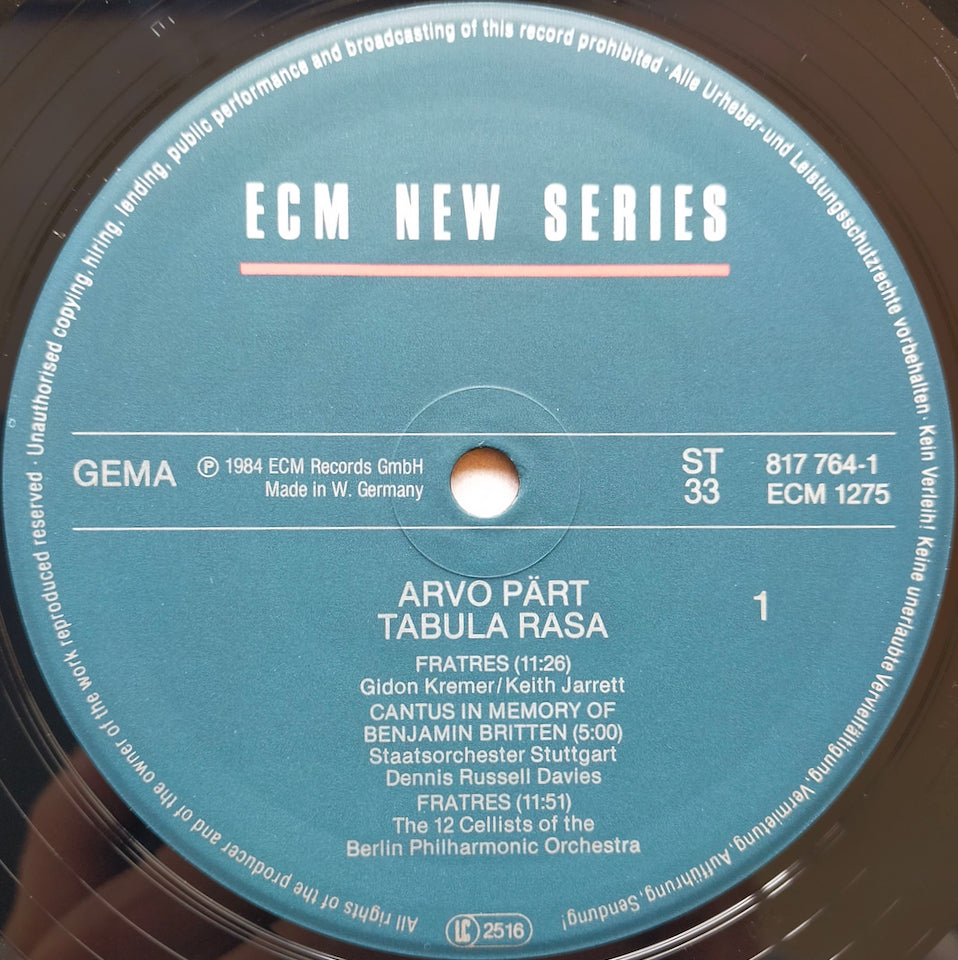 Unauthorised copying, hiring, lending, public performance and broadcasting of this record prohibited · Alle Urheber- und Leistungsschutzrechte vorbehalten · Kein Verleih! Keine unerlaubte Vervielfältigung, Vermietung, Aufführung, Sendung!
ECM NEW SERIES
GEMA
Ⓟ 1984 ECM Records GmbH
Made in W. Germany
ST
33
817 764-1
ECM 1275
ARVO PÄRT
TABULA RASA
1
FRATRES (11:26)
Gidon Kremer/Keith Jarrett
CANTUS IN MEMORY OF
BENJAMIN BRITTEN (5:00)
Staatsorchester Stuttgart
Dennis Russell Davies
FRATRES (11:51)
The 12 Cellists of the
Berlin Philharmonic Orchestra
All rights of the producer and of the owner of the work reproduced reserved ·
LC 2516